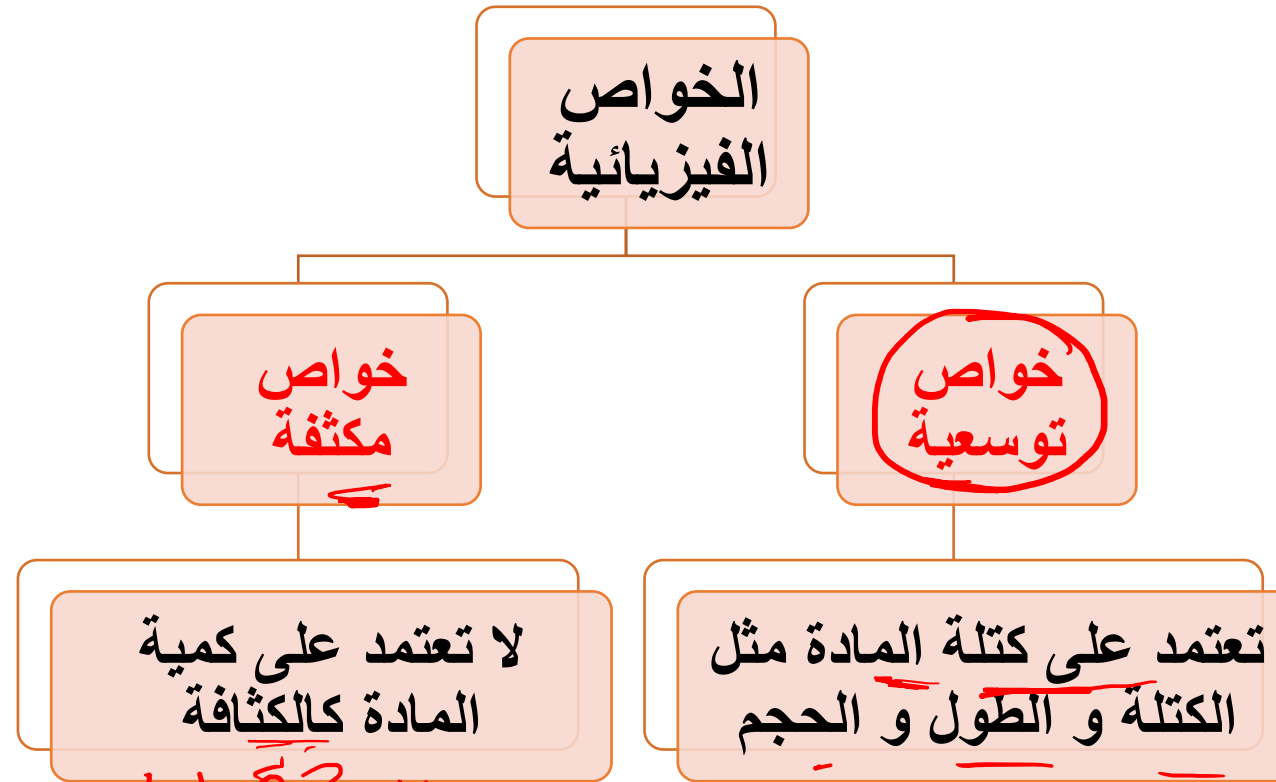 الخواص
الفيزيائية
خواص
توسعية
تعتمد على كتلة المادة مثل
الكتلة و الطول و الحجم
خواص
مكثفة
لا تعتمد على كمية
المادة كالكثافة